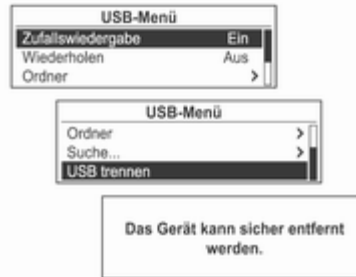 USB-Menü
Zufallswiedergabe Ein
Wiederholen Aus
Ordner >
USB-Menü
Ordner >
Suche... >
USB trennen
Das Gerät kann sicher entfernt
werden.